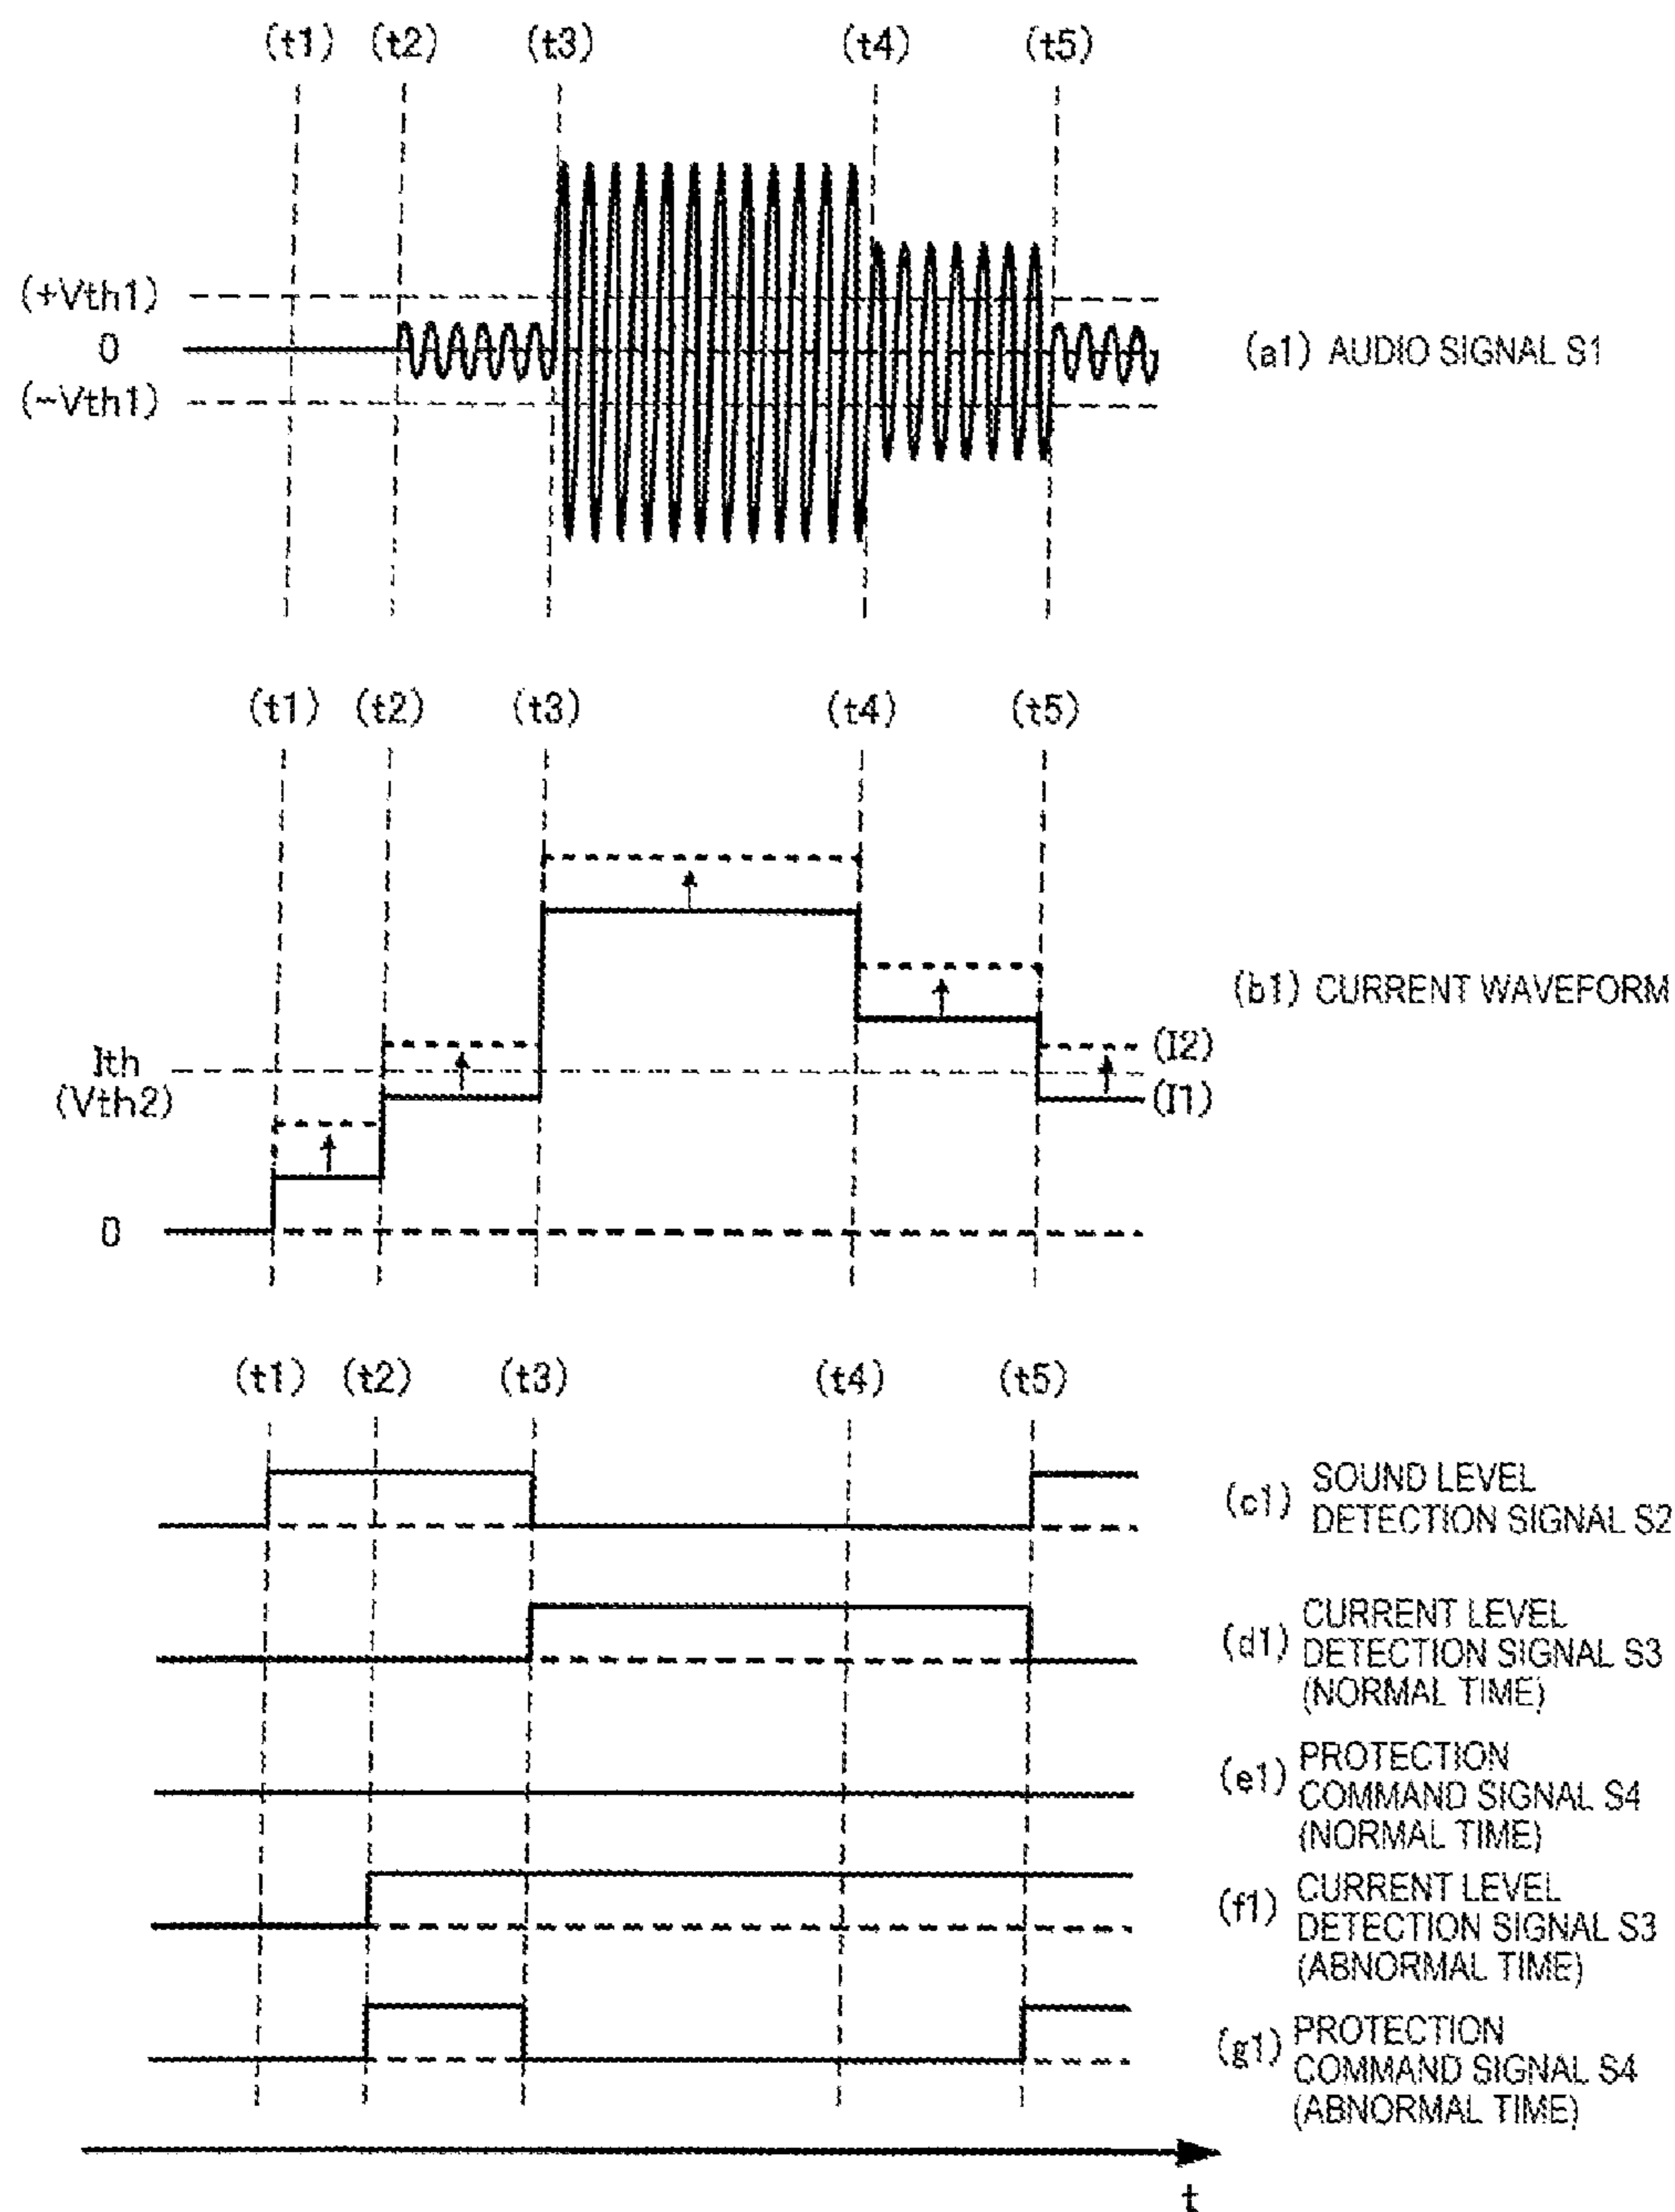 (t1) (t2) (t3) (t4) (t5)
(+Vth1)
0
(-Vth1)
(a1) AUDIO SIGNAL S1
(t1) (t2) (t3) (t4) (t5)
(b1) CURRENT WAVEFORM
Ith
(Vth2)
(I2)
(I1)
0
(t1) (t2) (t3) (t4) (t5)
(c1) SOUND LEVEL
DETECTION SIGNAL S2
(d1) CURRENT LEVEL
DETECTION SIGNAL S3
(NORMAL TIME)
(e1) PROTECTION
COMMAND SIGNAL S4
(NORMAL TIME)
(f1) CURRENT LEVEL
DETECTION SIGNAL S3
(ABNORMAL TIME)
(g1) PROTECTION
COMMAND SIGNAL S4
(ABNORMAL TIME)
t